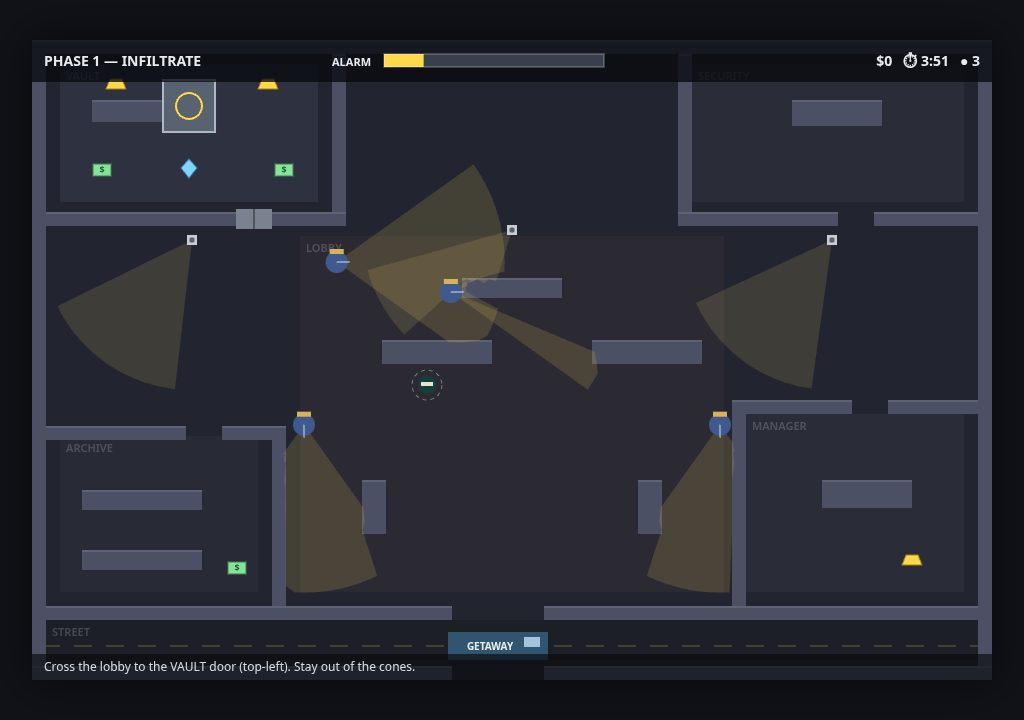 PHASE 1 — INFILTRATE
ALARM
$0 ⏱ 3:51 ● 3
VAULT
SECURITY
$ $
LOBBY
MANAGER
ARCHIVE
$
STREET
GETAWAY
Cross the lobby to the VAULT door (top-left). Stay out of the cones.